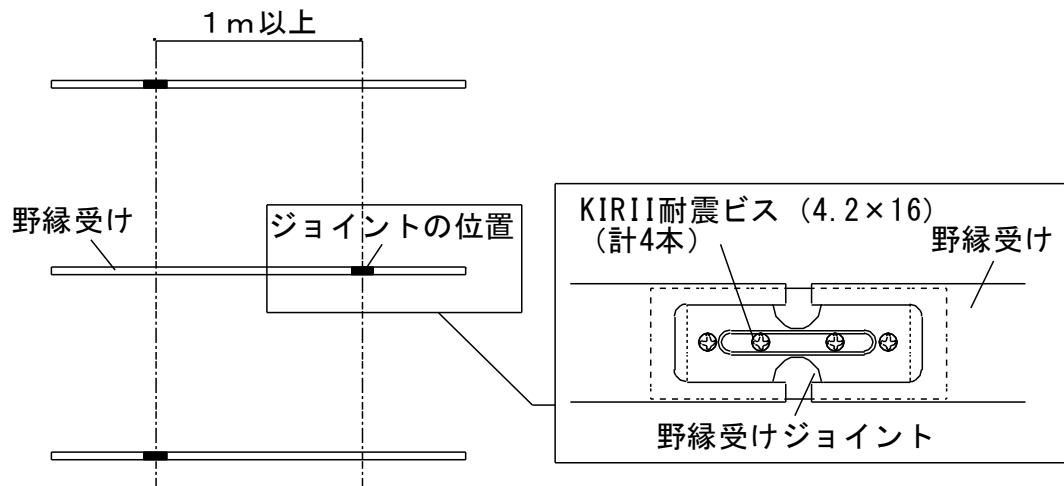 1m以上
野縁受け
ジョイントの位置
KIRII耐震ビス (4.2×16)
(計4本)
野縁受け
野縁受けジョイント